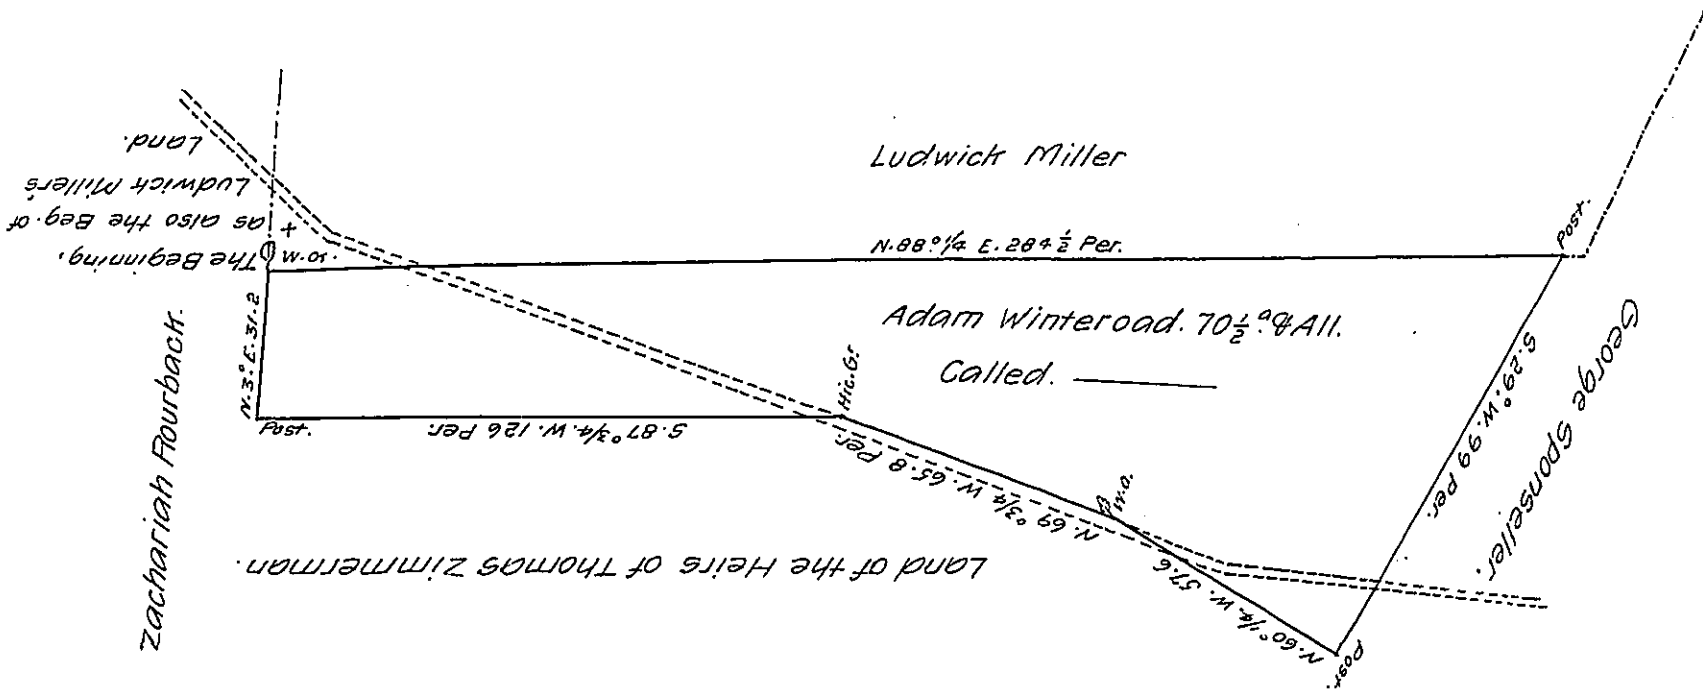 Ludwick Miller
N. 88° 1/4 E. 284 1/2 Per.
Post.
The Beginning,
as also the Beg. of
Ludwick Millers
Land.
W. or.
N. 3° E. 31.2
Zachariah Rourback.
Post.
S. 87° 3/4 W. 126 Per
Adam Winteroad. 70 1/2 a. & All.
Called.
Hic. Gr.
N. 69° 3/4 W. 65.8 Per.
W.O.
N. 60° 1/4 W. 57.6
Post.
S. 29° W. 99 Per.
George Sponseller.
Land of the Heirs of Thomas Zimmerman.